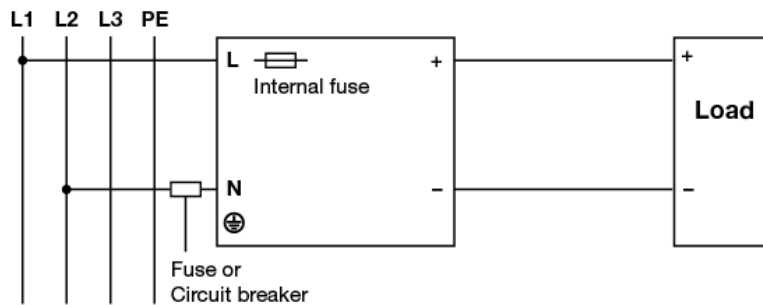 L1 L2 L3 PE
L
Internal fuse
+
+
Load
N
−
−
Fuse or
Circuit breaker